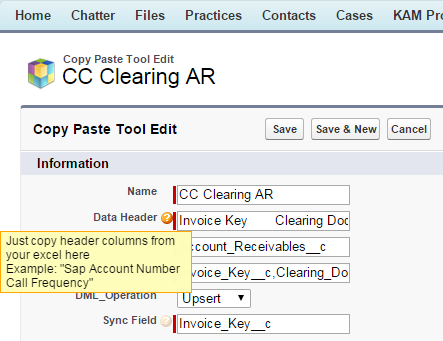 Home Chatter Files Practices Contacts Cases KAM Pro
Copy Paste Tool Edit
CC Clearing AR
Copy Paste Tool Edit Save Save & New Cancel
Information
Name CC Clearing AR
Data Header ? Invoice Key Clearing Doc
Just copy header columns from
your excel here
Example: "Sap Account Number
Call Frequency"
ccount_Receivables__c
nvoice_Key__c,Clearing_Do
DML_Operation Upsert
Sync Field ? Invoice_Key__c